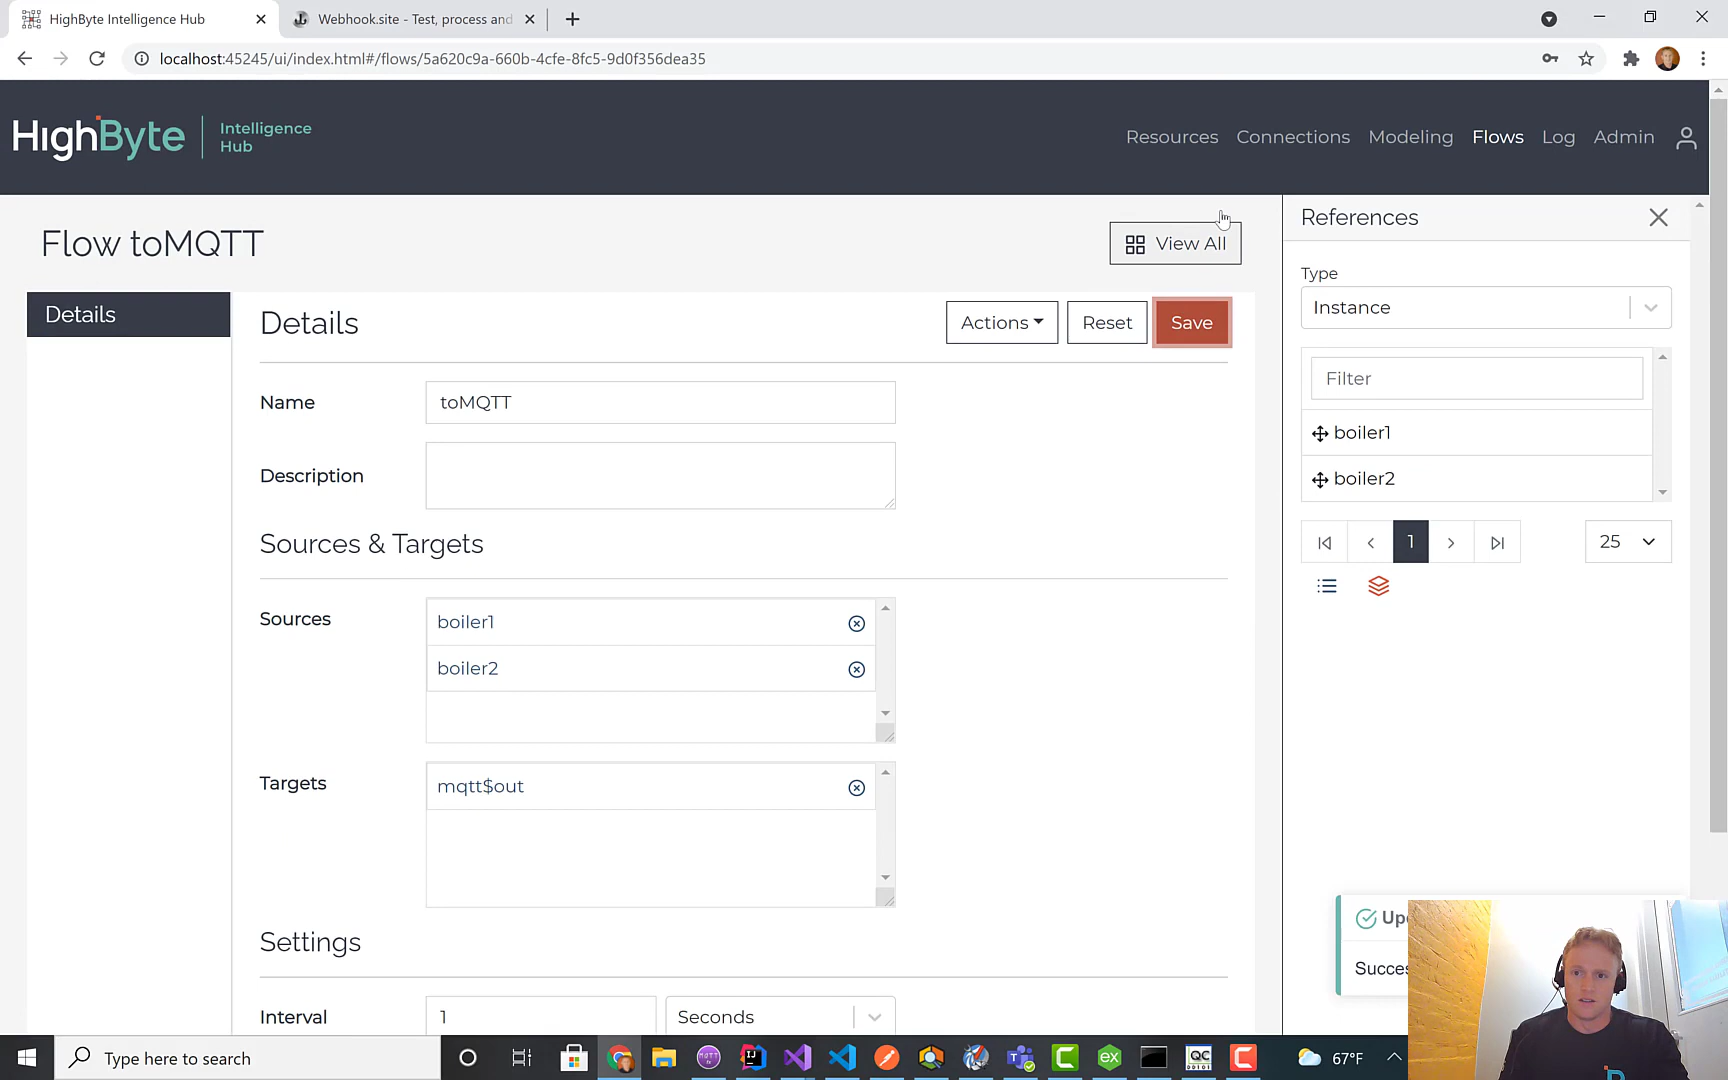 HighByte Intelligence Hub
Webhook.site - Test, process and
localhost:45245/ui/index.html#/flows/5a620c9a-660b-4cfe-8fc5-9d0f356dea35
HighByte
Intelligence
Hub
Resources
Connections
Modeling
Flows
Log
Admin
Flow toMQTT
View All
Details
Details
Actions
Reset
Save
Name
toMQTT
Description
Sources & Targets
Sources
boiler1
boiler2
Targets
mqtt$out
Settings
Interval
1
Seconds
References
Type
Instance
Filter
boiler1
boiler2
1
25
Type here to search
67°F